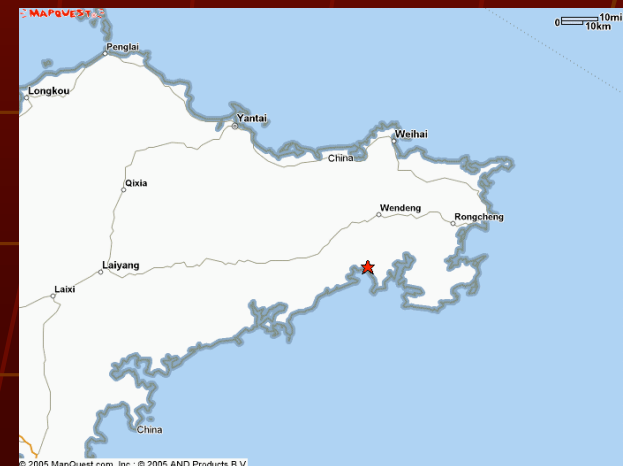 MAPQUEST
0 10mi
10km
Penglai
Longkou
Yantai
Weihai
China
Qixia
Wendeng
Rongcheng
Laiyang
Laixi
China
© 2005 MapQuest.com, Inc.; © 2005 AND Products B.V.